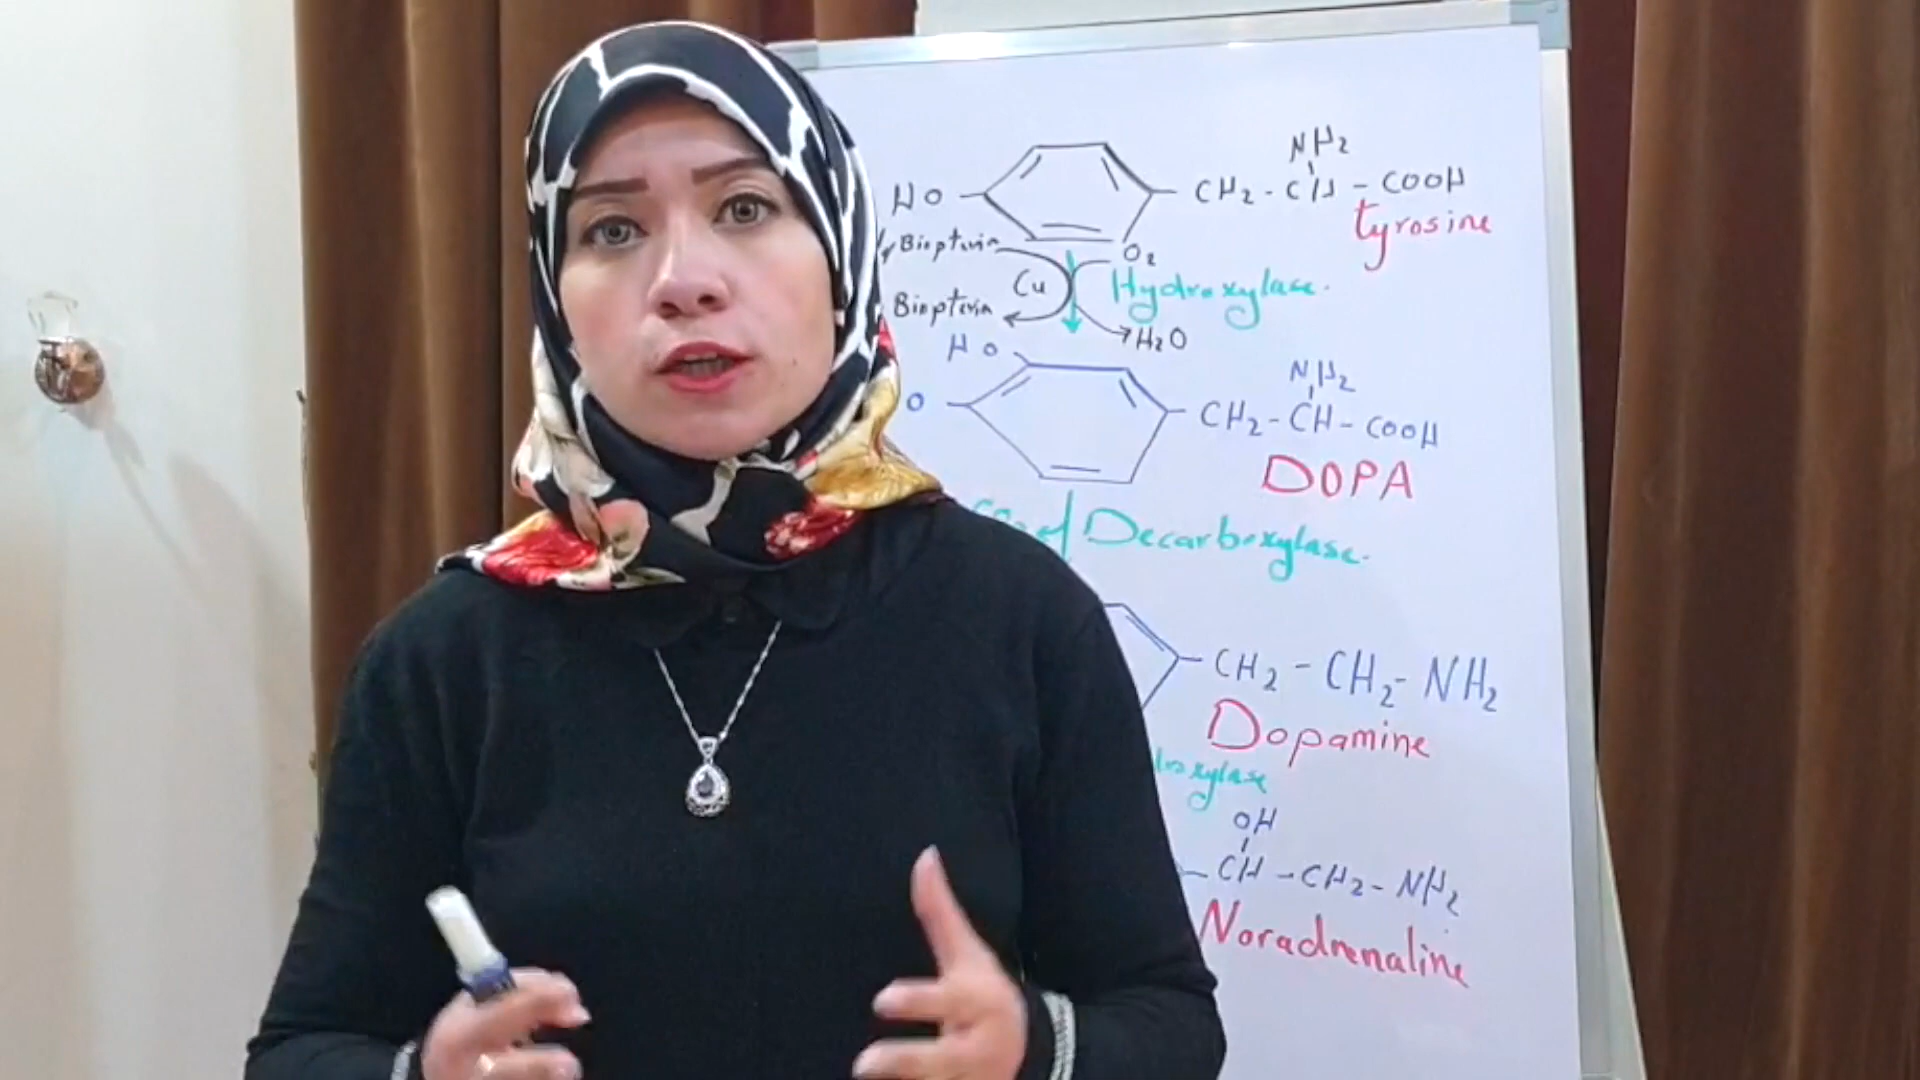 NH2
HO CH2 - CH - COOH
tyrosine
Biopterin O2
Cu Hydroxylase.
Biopterin H2O
HO NH2
O CH2 - CH - COOH
DOPA
Decarboxylase.
CH2 - CH2 - NH2
Dopamine
OH
CH - CH2 - NH2
Noradrenaline